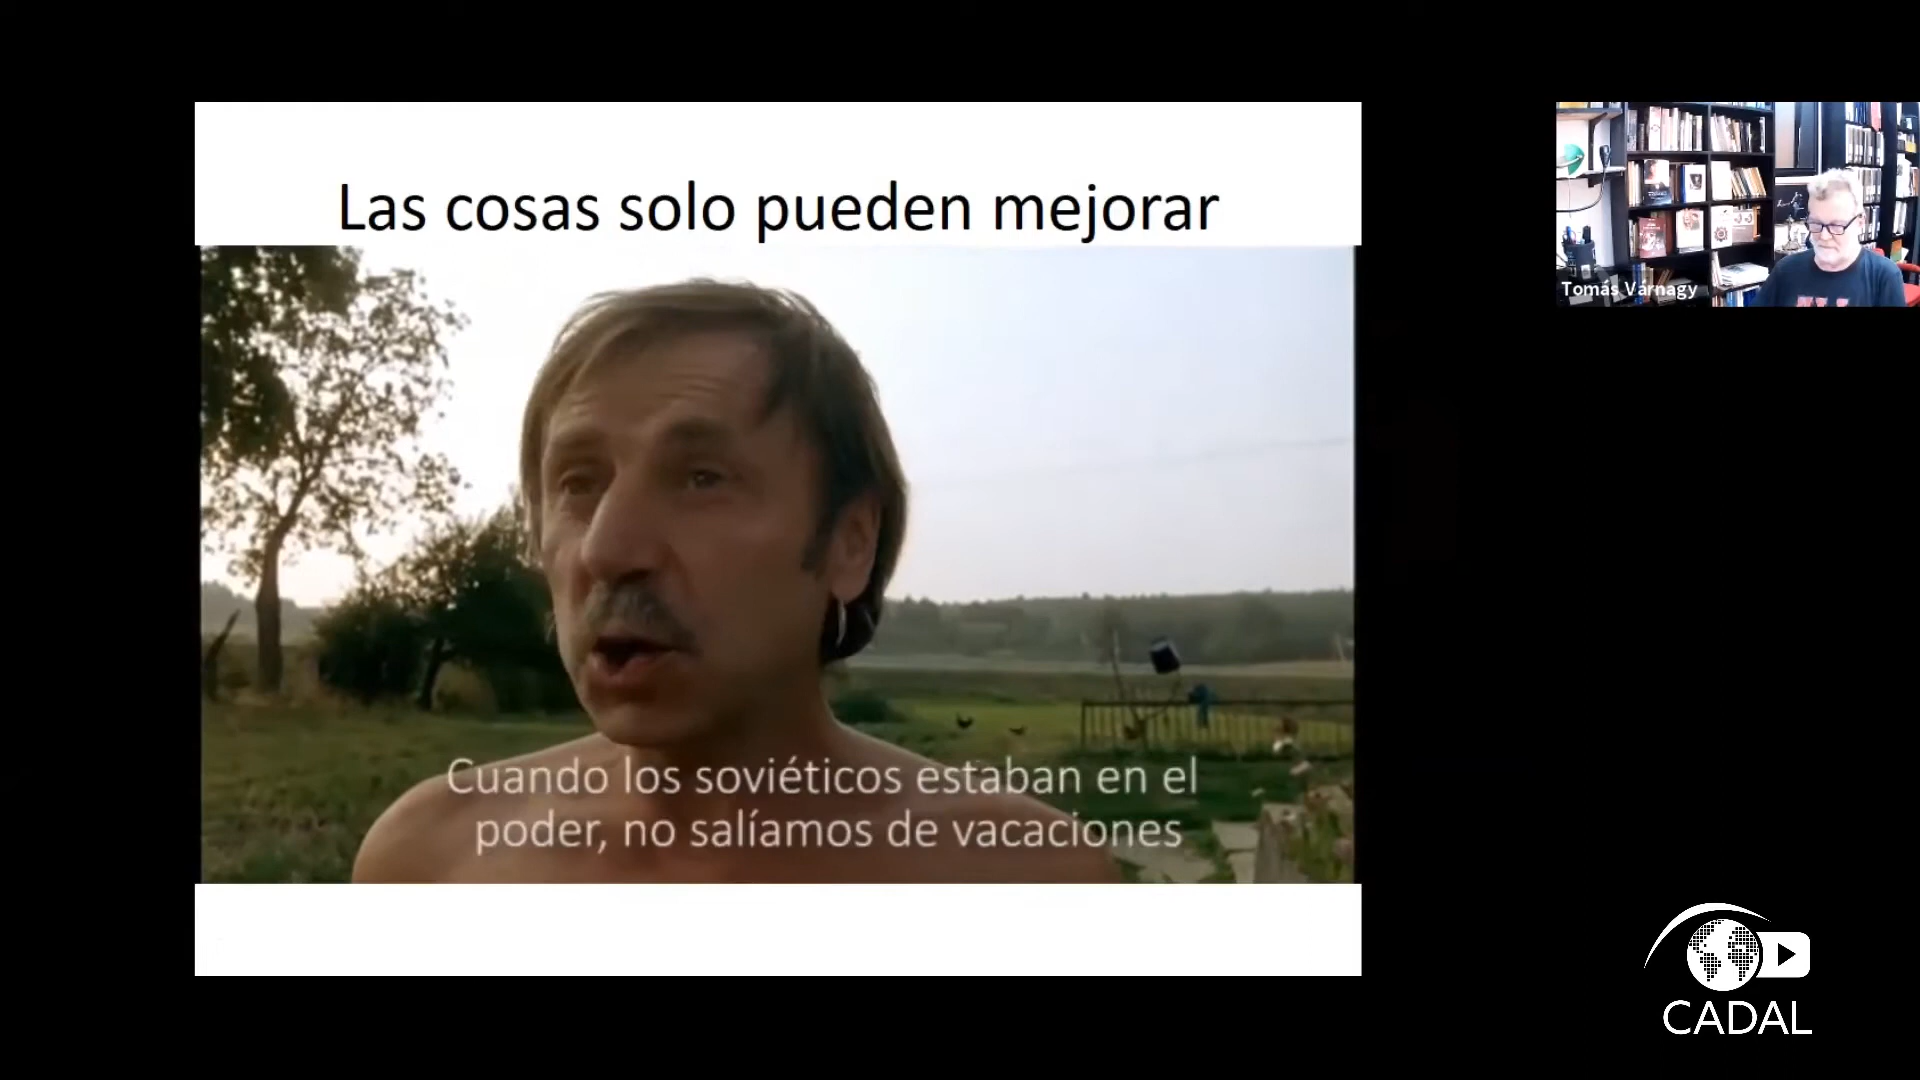 Las cosas solo pueden mejorar
Tomás Várnagy
Cuando los soviéticos estaban en el
poder, no salíamos de vacaciones
CADAL